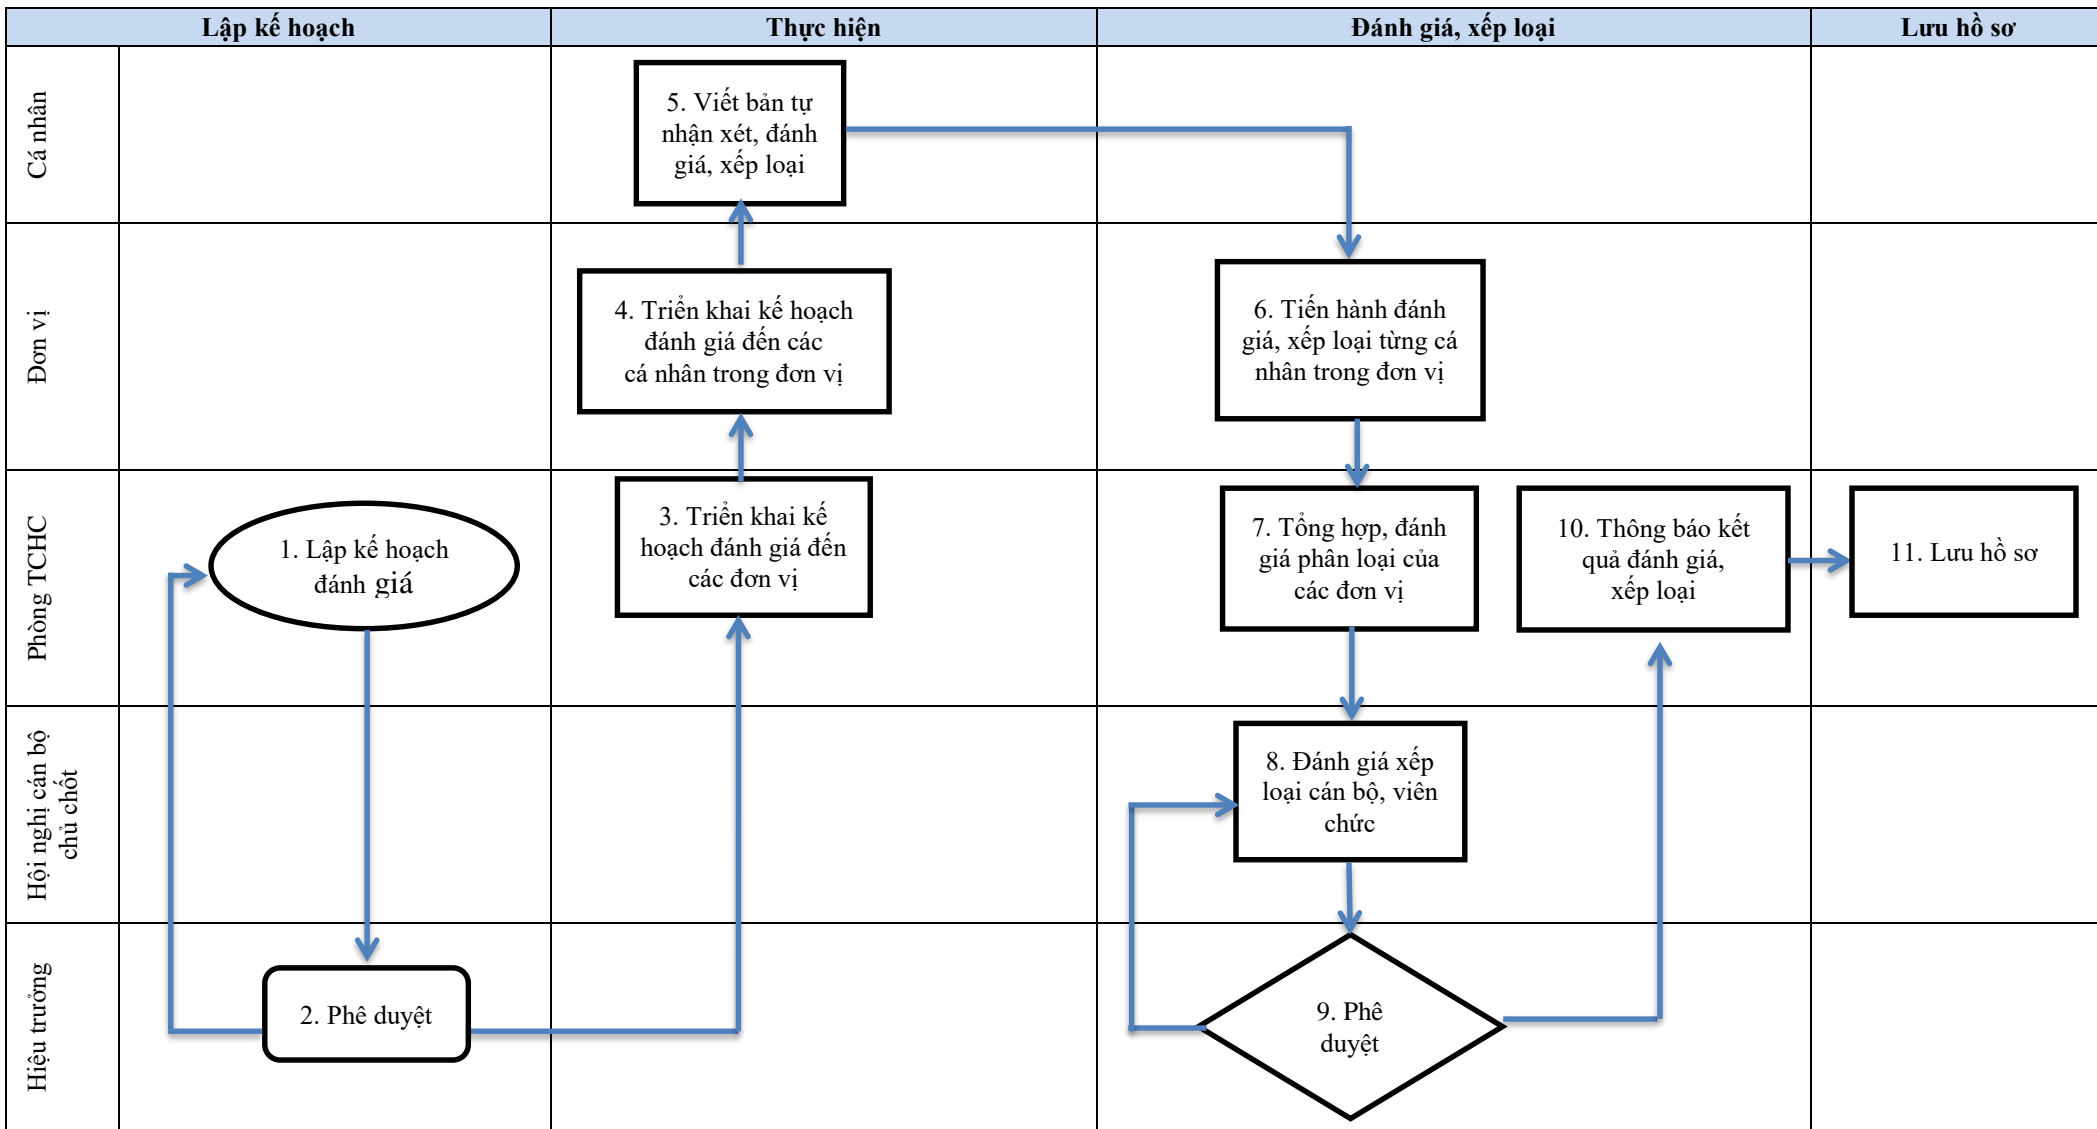 Lập kế hoạch
Thực hiện
Đánh giá, xếp loại
Lưu hồ sơ
Cá nhân
5. Viết bản tự
nhận xét, đánh
giá, xếp loại
Đơn vị
4. Triển khai kế hoạch
đánh giá đến các
cá nhân trong đơn vị
6. Tiến hành đánh
giá, xếp loại từng cá
nhân trong đơn vị
Phòng TCHC
1. Lập kế hoạch
đánh giá
3. Triển khai kế
hoạch đánh giá đến
các đơn vị
7. Tổng hợp, đánh
giá phân loại của
các đơn vị
10. Thông báo kết
quả đánh giá,
xếp loại
11. Lưu hồ sơ
Hội nghị cán bộ
chủ chốt
8. Đánh giá xếp
loại cán bộ, viên
chức
Hiệu trưởng
2. Phê duyệt
9. Phê
duyệt